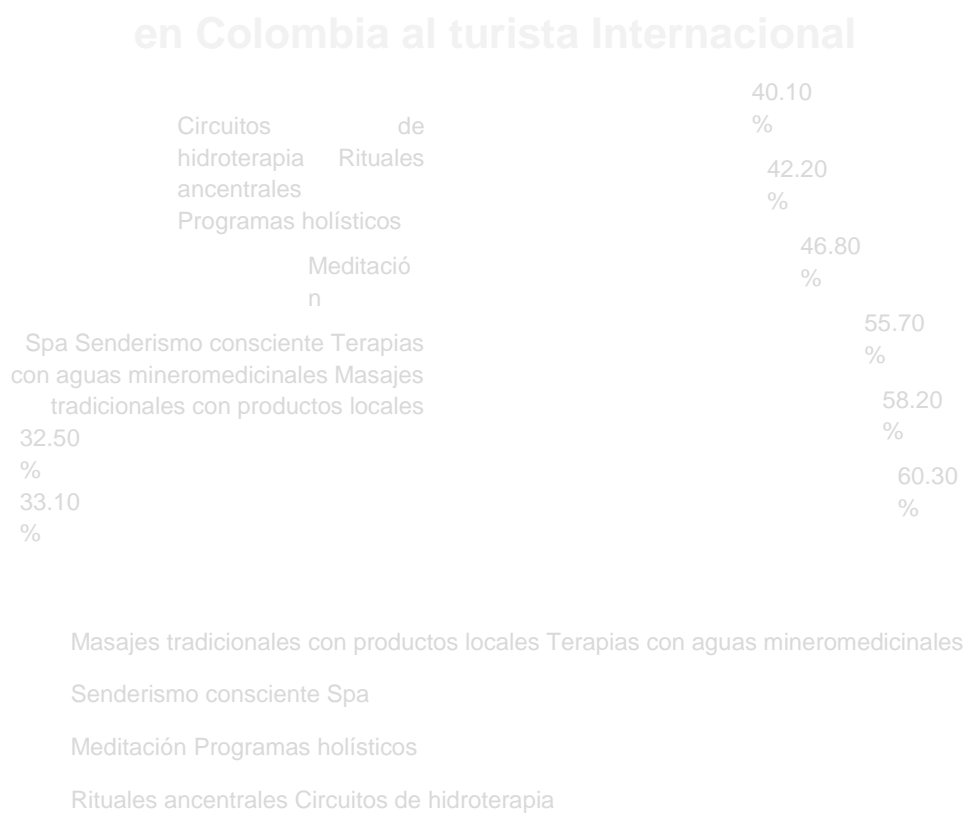 en Colombia al turista Internacional
40.10
%
Circuitos de
hidroterapia Rituales
ancentrales
Programas holísticos
42.20
%
46.80
%
Meditació
n
55.70
%
Spa Senderismo consciente Terapias
con aguas mineromedicinales Masajes
tradicionales con productos locales
58.20
%
32.50
%
60.30
%
33.10
%
Masajes tradicionales con productos locales Terapias con aguas mineromedicinales
Senderismo consciente Spa
Meditación Programas holísticos
Rituales ancentrales Circuitos de hidroterapia